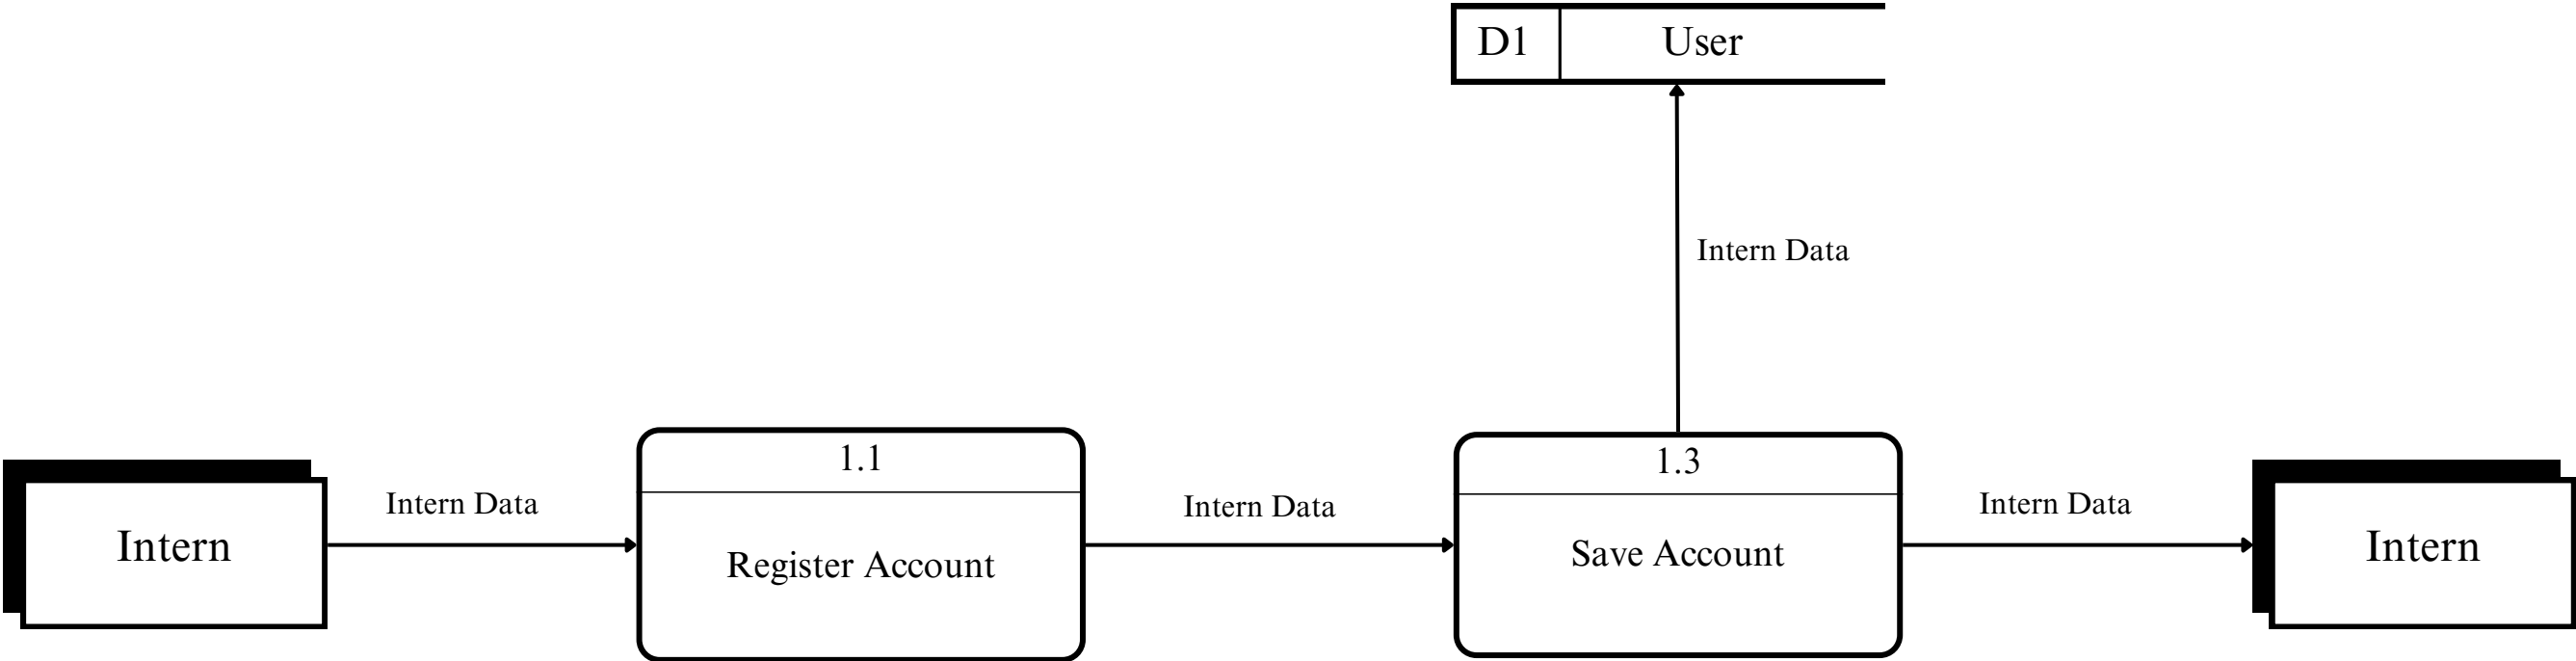 D1
User
Intern Data
1.1
1.3
Intern
Intern Data
Register Account
Intern Data
Save Account
Intern Data
Intern